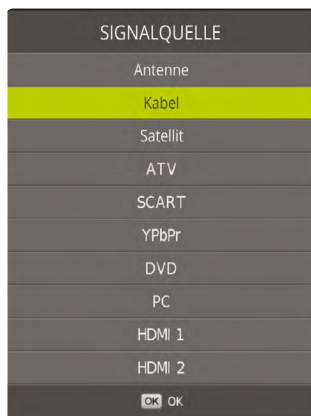 SIGNALQUELLE
Antenne
Kabel
Satellit
ATV
SCART
YPbPr
DVD
PC
HDMI 1
HDMI 2
OK OK